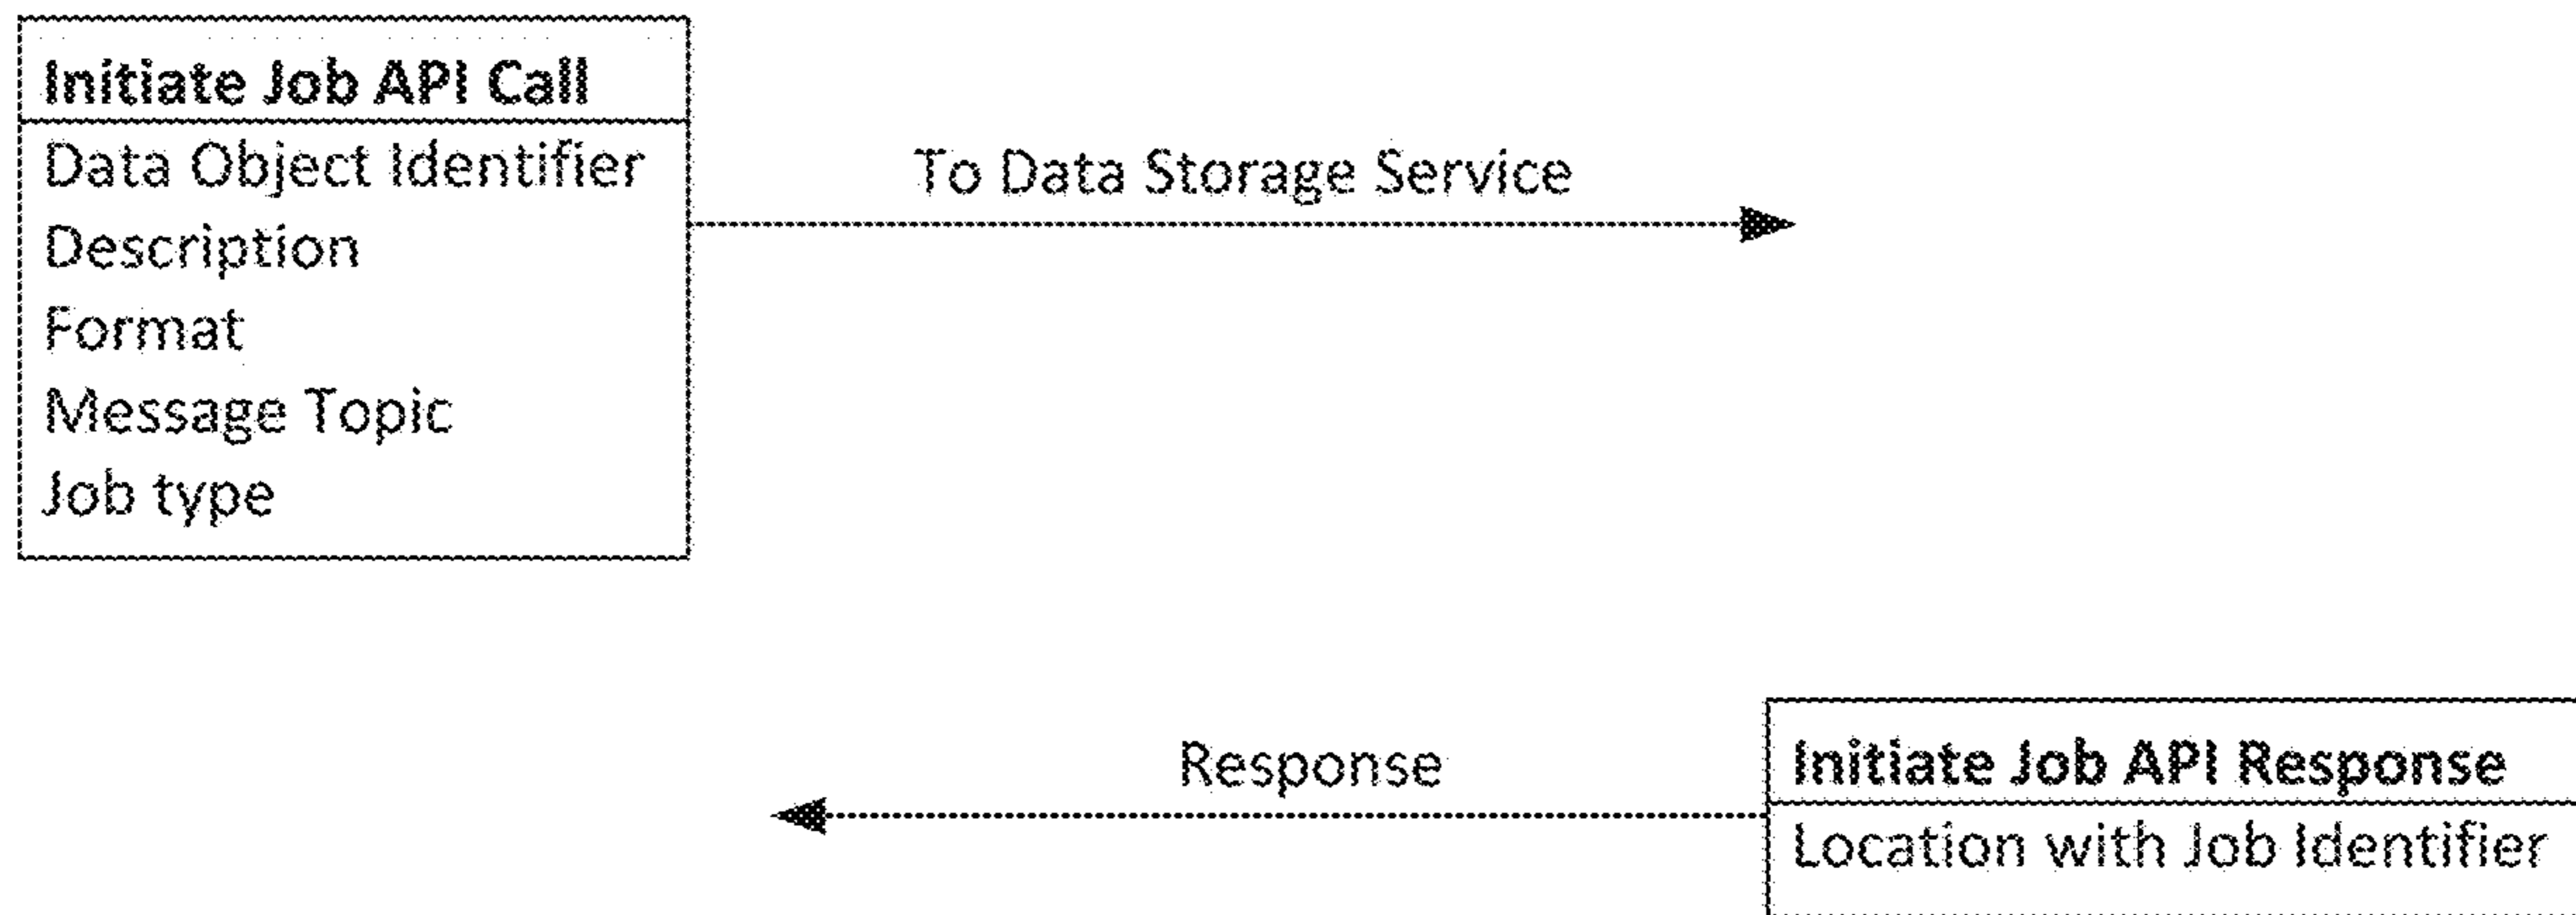 Initiate Job API Call
Data Object Identifier
Description
Format
Message Topic
Job type
To Data Storage Service
Response
Initiate Job API Response
Location with Job Identifier